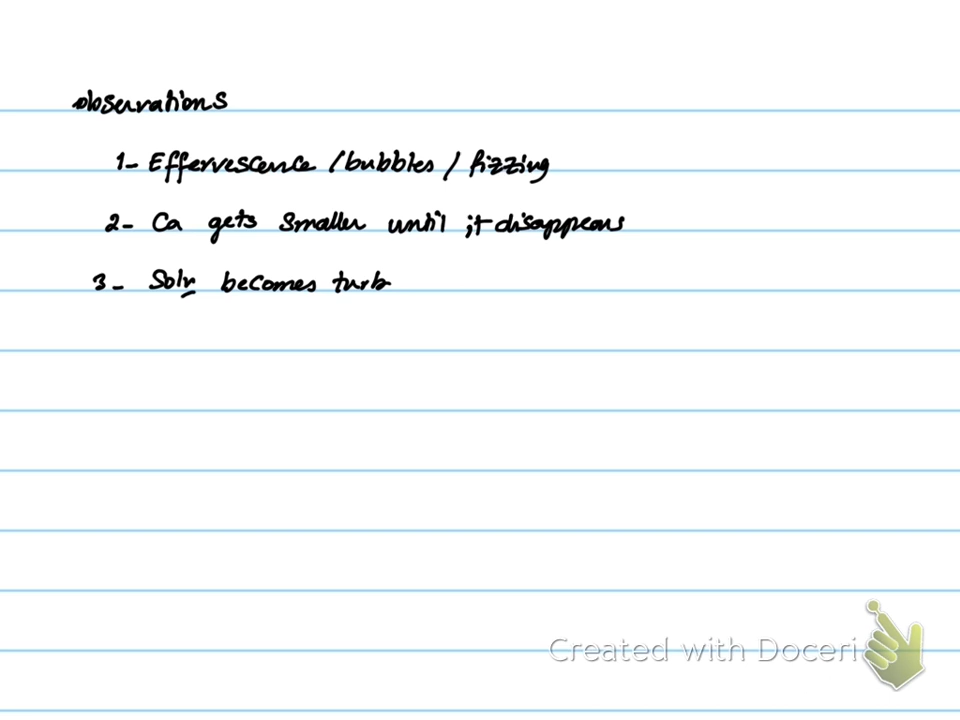 observations
1- Effervescence / bubbles / fizzing
2- Ca gets smaller until it disappears
3- Soln becomes turb
Created with Doceri